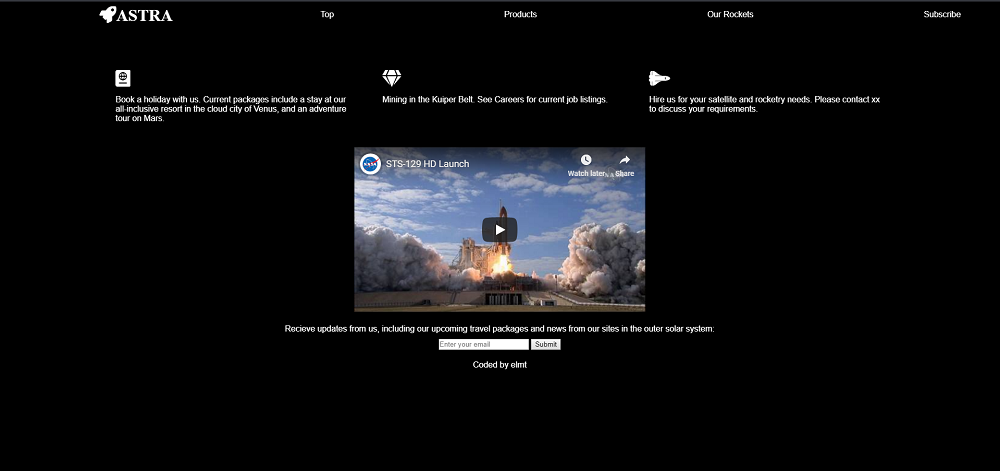 ASTRA
Top
Products
Our Rockets
Subscribe
Book a holiday with us. Current packages include a stay at our
all-inclusive resort in the cloud city of Venus, and an adventure
tour on Mars.
Mining in the Kuiper Belt. See Careers for current job listings.
Hire us for your satellite and rocketry needs. Please contact xx
to discuss your requirements.
NASA
STS-129 HD Launch
Watch later
Share
Recieve updates from us, including our upcoming travel packages and news from our sites in the outer solar system:
Enter your email
Submit
Coded by elmt